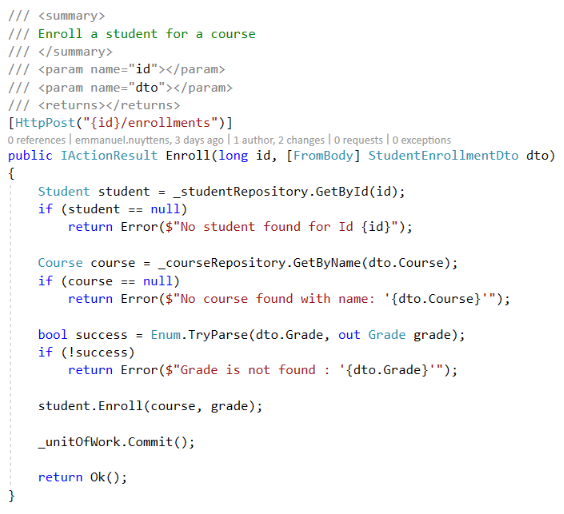 /// <summary>
/// Enroll a student for a course
/// </summary>
/// <param name="id"></param>
/// <param name="dto"></param>
/// <returns></returns>
[HttpPost("{id}/enrollments")]
0 references | emmanuel.nuyttens, 3 days ago | 1 author, 2 changes | 0 requests | 0 exceptions
public IActionResult Enroll(long id, [FromBody] StudentEnrollmentDto dto)
{
    Student student = _studentRepository.GetById(id);
    if (student == null)
        return Error($"No student found for Id {id}");

    Course course = _courseRepository.GetByName(dto.Course);
    if (course == null)
        return Error($"No course found with name: '{dto.Course}'");

    bool success = Enum.TryParse(dto.Grade, out Grade grade);
    if (!success)
        return Error($"Grade is not found : '{dto.Grade}'");

    student.Enroll(course, grade);

    _unitOfWork.Commit();

    return Ok();
}